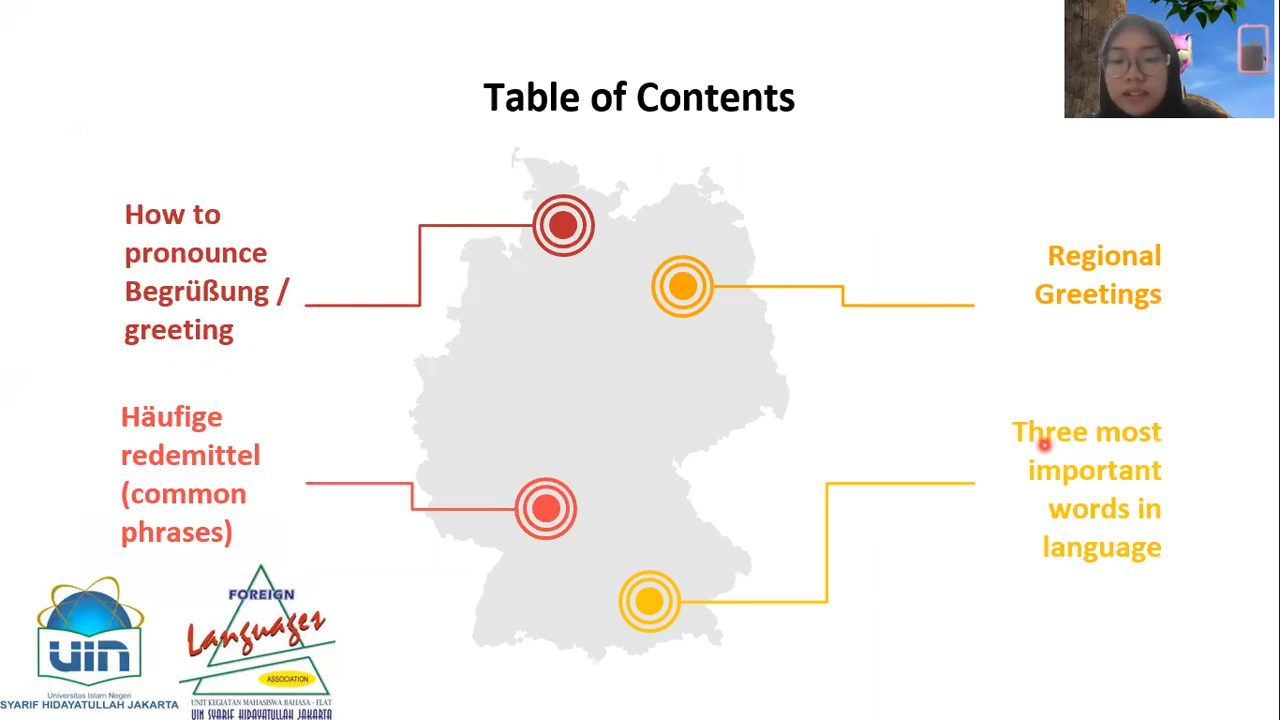 Table of Contents
How to
pronounce
Begrüßung /
greeting
Regional
Greetings
Häufige
redemittel
(common
phrases)
Three most
important
words in
language
uin
Universitas Islam Negeri
SYARIF HIDAYATULLAH JAKARTA
FOREIGN
Languages
ASSOCIATION
UNIT KEGIATAN MAHASISWA BAHASA - FLAT
UIN SYARIF HIDAYATULLAH JAKARTA